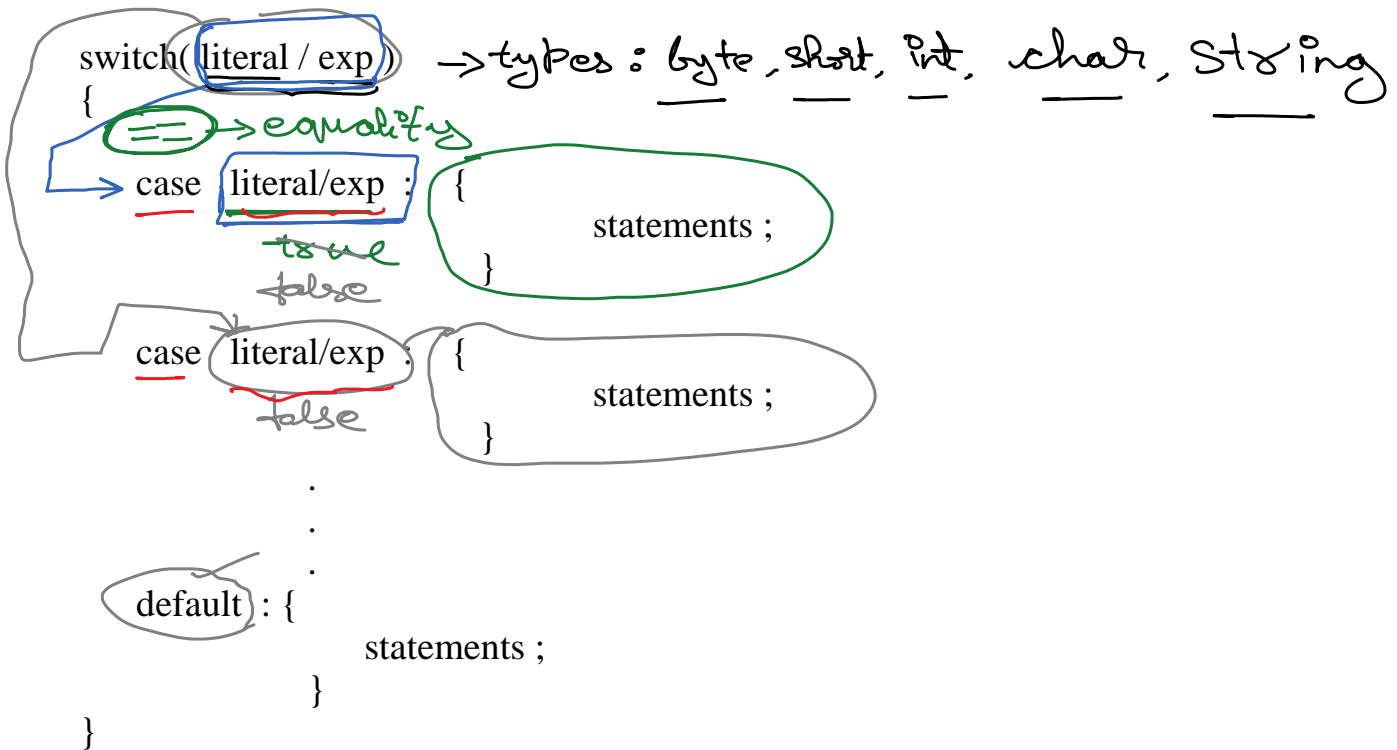 switch( literal / exp ) → types : byte, short, int, char, String
{
== → equality
case literal/exp : {
statements ;
true
}
false
case literal/exp : {
statements ;
false
}
.
.
.
default : {
statements ;
}
}